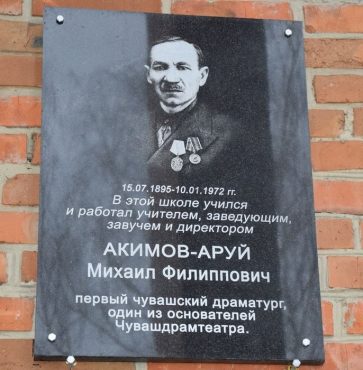 15.07.1895-10.01.1972 гг.
В этой школе учился
и работал учителем, заведующим,
завучем и директором
АКИМОВ-АРУЙ
Михаил Филиппович
первый чувашский драматург,
один из основателей
Чувашдрамтеатра.